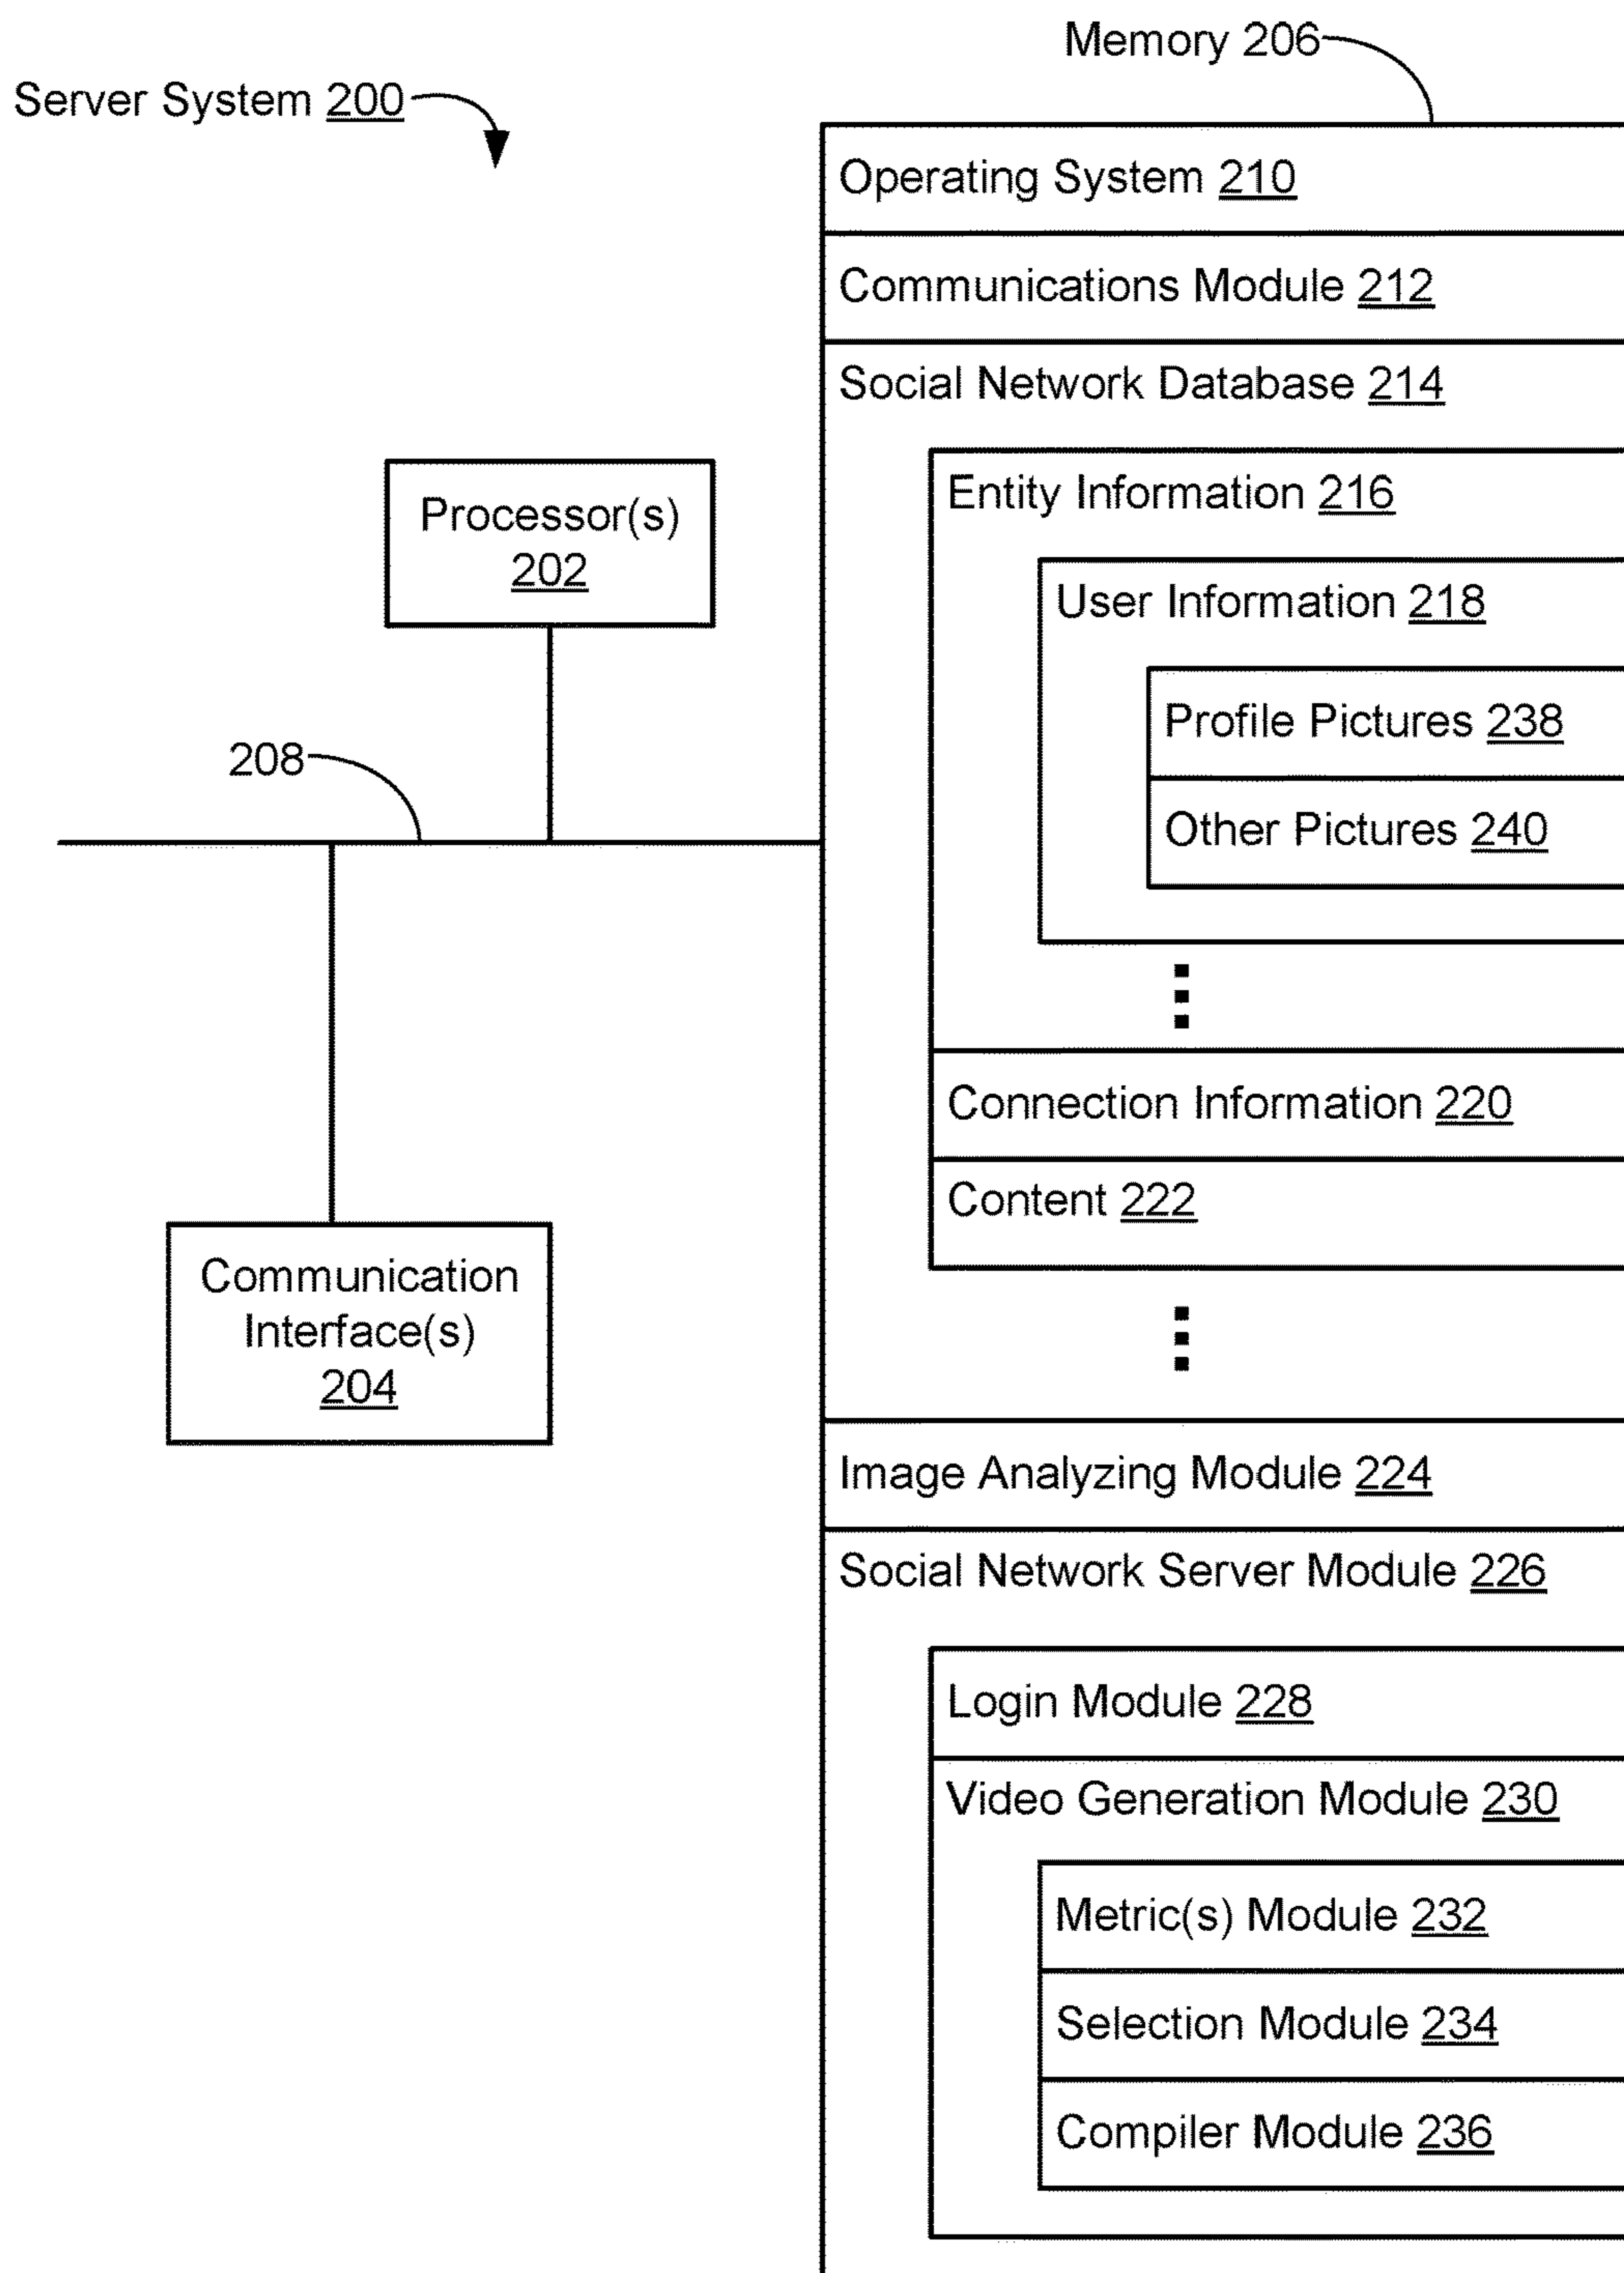 Memory 206
Server System 200
Operating System 210
Communications Module 212
Social Network Database 214
Entity Information 216
User Information 218
Profile Pictures 238
Other Pictures 240
Connection Information 220
Content 222
Image Analyzing Module 224
Social Network Server Module 226
Login Module 228
Video Generation Module 230
Metric(s) Module 232
Selection Module 234
Compiler Module 236
Processor(s)
202
208
Communication
Interface(s)
204